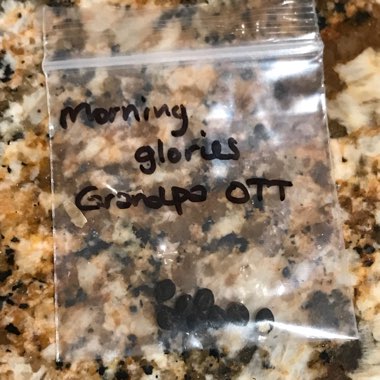 Morning
glories
Grandpa OTT